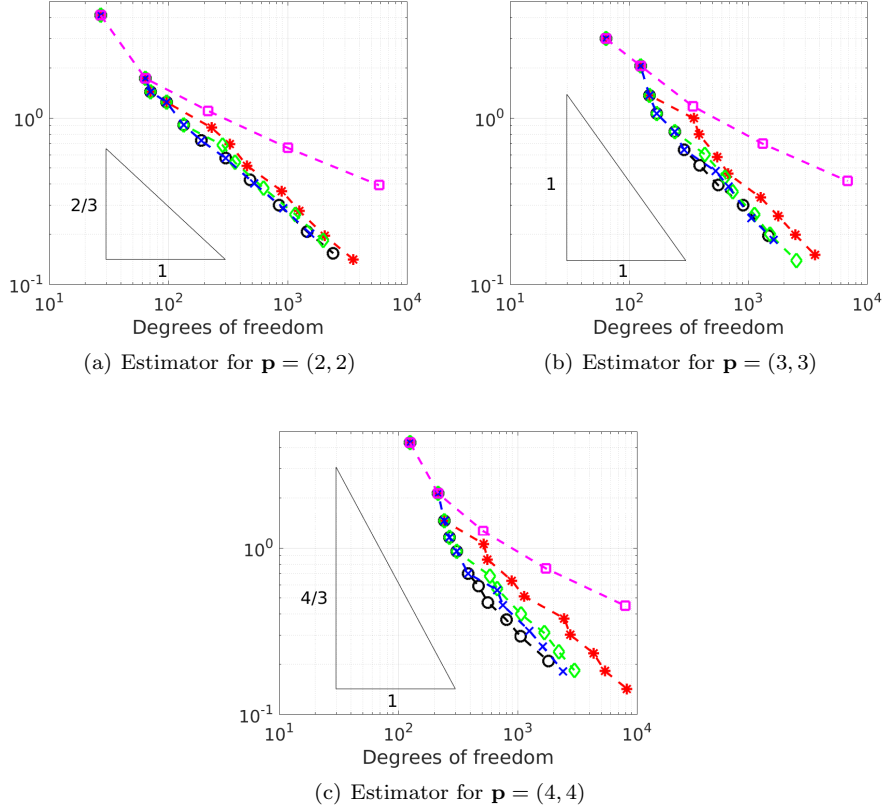 10^0
10^-1
2/3
1
10^1 10^2 10^3 10^4
Degrees of freedom
(a) Estimator for p = (2, 2)
10^0
10^-1
1
1
10^1 10^2 10^3 10^4
Degrees of freedom
(b) Estimator for p = (3, 3)
10^0
10^-1
4/3
1
10^1 10^2 10^3 10^4
Degrees of freedom
(c) Estimator for p = (4, 4)